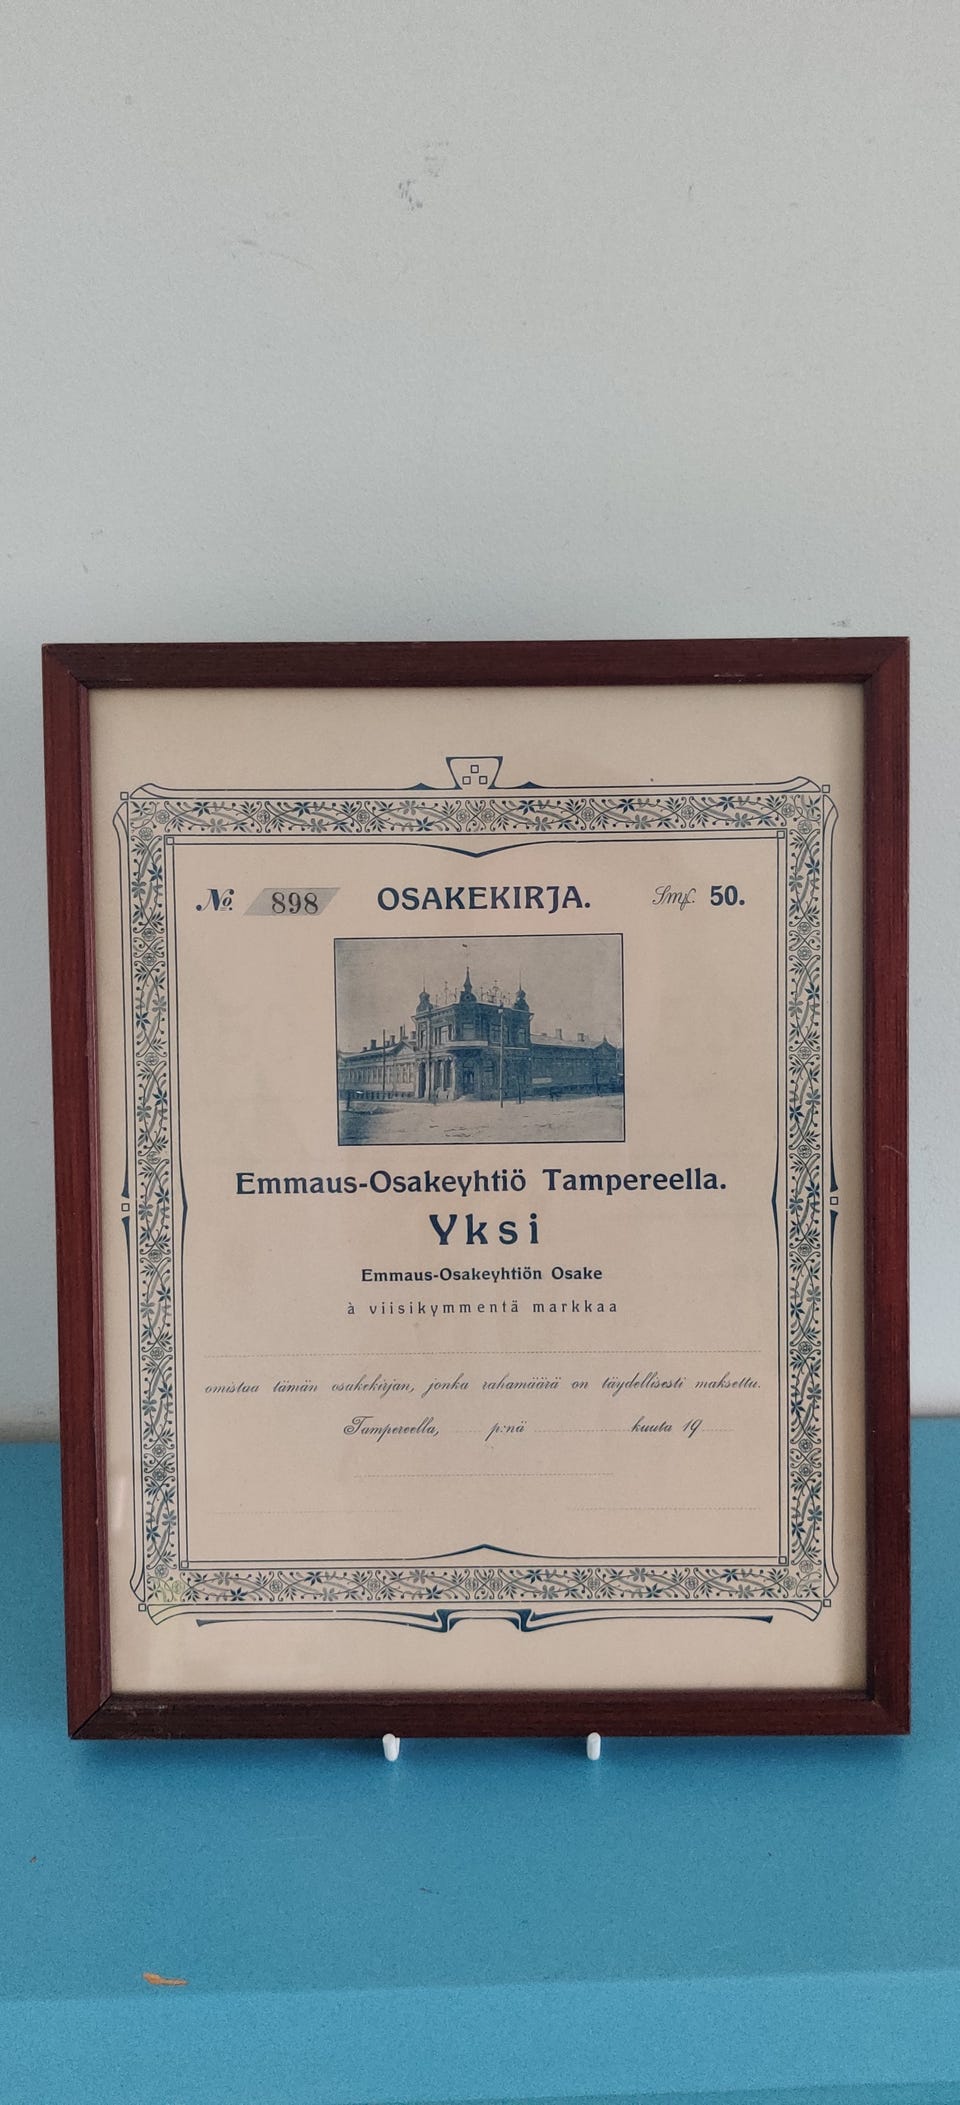 No. 898 OSAKEKIRJA. Smf. 50.
Emmaus-Osakeyhtiö Tampereella.
Yksi
Emmaus-Osakeyhtiön Osake
à viisikymmentä markkaa
omistaa tämän osakekirjan, jonka rahamäärä on täydellisesti maksettu.
Tampereella, p:nä kuuta 19